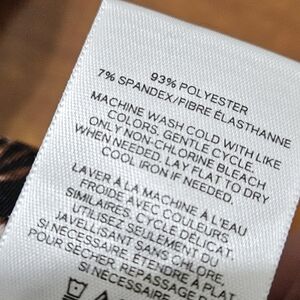 93% POLYESTER
7% SPANDEX/FIBRE ÉLASTHANNE
MACHINE WASH COLD WITH LIKE
COLORS, GENTLE CYCLE.
ONLY NON-CHLORINE BLEACH
WHEN NEEDED. LAY FLAT TO DRY
COOL IRON IF NEEDED.
LAVER À LA MACHINE À L'EAU
FROIDE AVEC COULEURS
SIMILAIRES, CYCLE DÉLICAT.
UTILISEZ SEULEMENT DU
JAVELLISANT SANS CHLORE,
SI NÉCESSAIRE. ÉTENDRE À PLAT
POUR SÉCHER. REPASSAGE FROID
SI NÉCESSAIRE